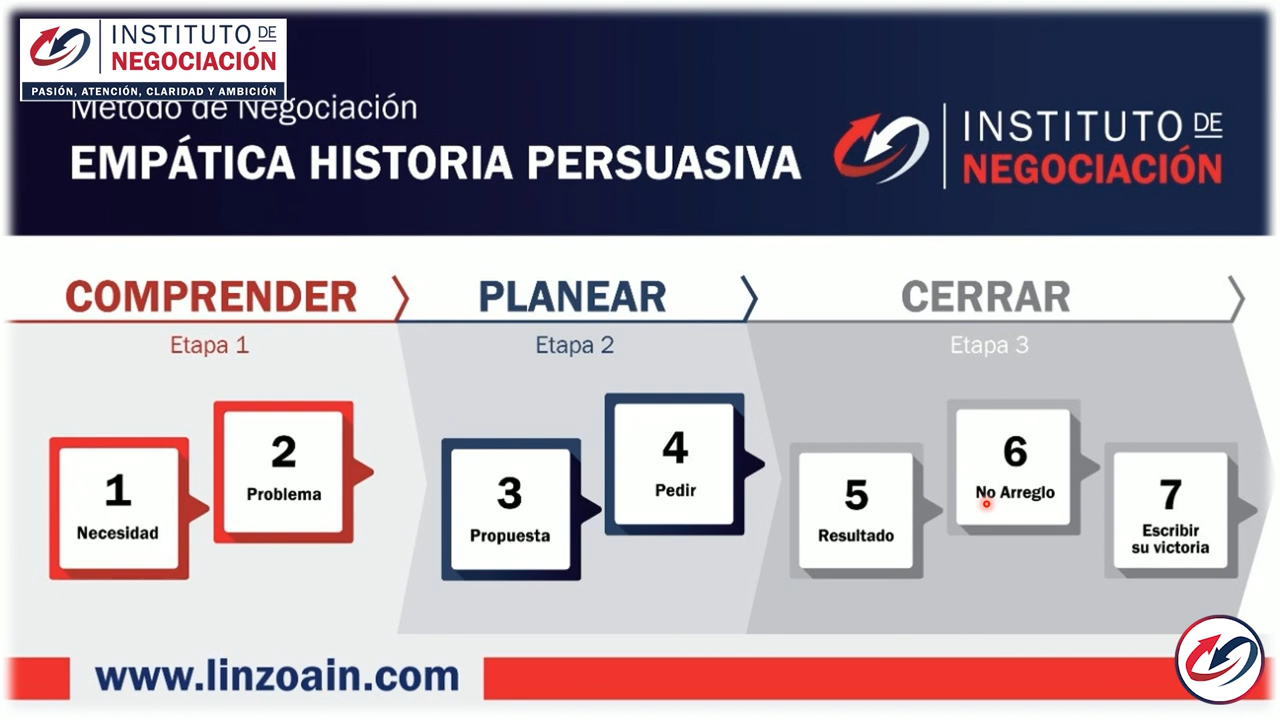 INSTITUTO DE
NEGOCIACIÓN
PASIÓN, ATENCIÓN, CLARIDAD Y AMBICIÓN
Método de Negociación
EMPÁTICA HISTORIA PERSUASIVA
INSTITUTO DE
NEGOCIACIÓN
COMPRENDER
PLANEAR
CERRAR
Etapa 1
Etapa 2
Etapa 3
1
Necesidad
2
Problema
3
Propuesta
4
Pedir
5
Resultado
6
No Arreglo
7
Escribir
su victoria
www.linzoain.com